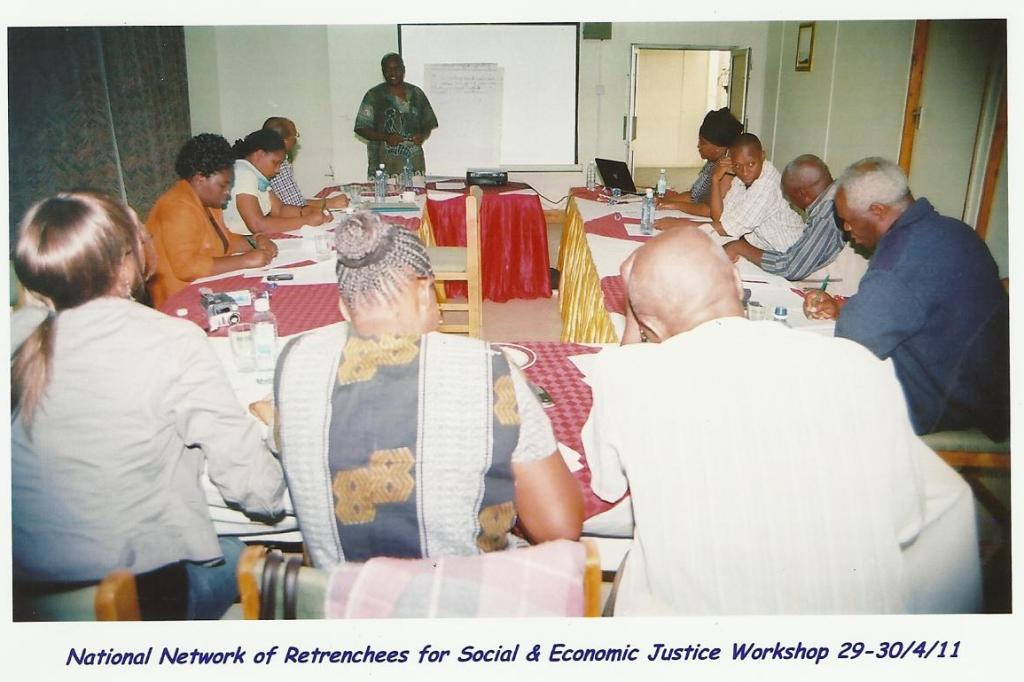 National Network of Retrenchees for Social & Economic Justice Workshop 29-30/4/11